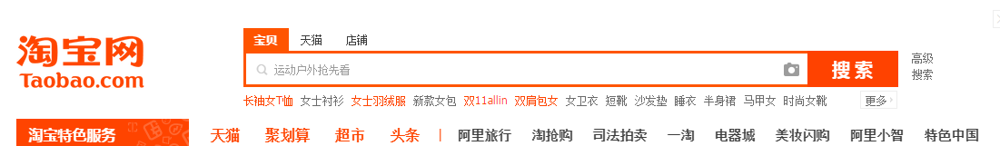 淘宝网
Taobao.com
宝贝 天猫 店铺
运动户外抢先看
搜索
高级
搜索
长袖女T恤 女士衬衫 女士羽绒服 新款女包 双11allin 双肩包女 女卫衣 短靴 沙发垫 睡衣 半身裙 马甲女 时尚女靴 更多
淘宝特色服务 天猫 聚划算 超市 头条 | 阿里旅行 淘抢购 司法拍卖 一淘 电器城 美妆闪购 阿里小智 特色中国